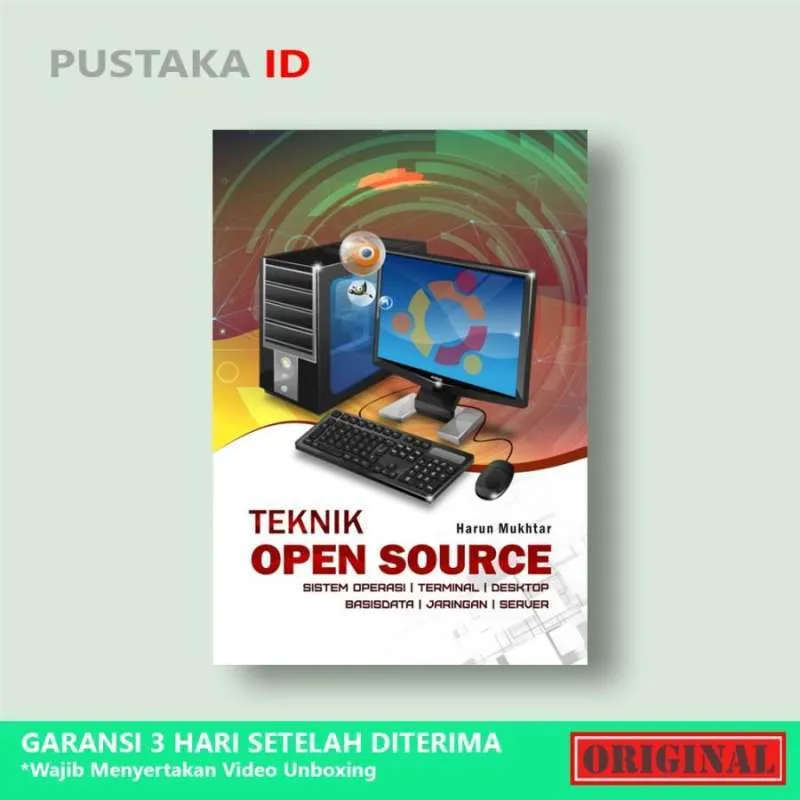 PUSTAKA ID
TEKNIK
Harun Mukhtar
OPEN SOURCE
SISTEM OPERASI | TERMINAL | DESKTOP
BASISDATA | JARINGAN | SERVER
GARANSI 3 HARI SETELAH DITERIMA
*Wajib Menyertakan Video Unboxing
ORIGINAL